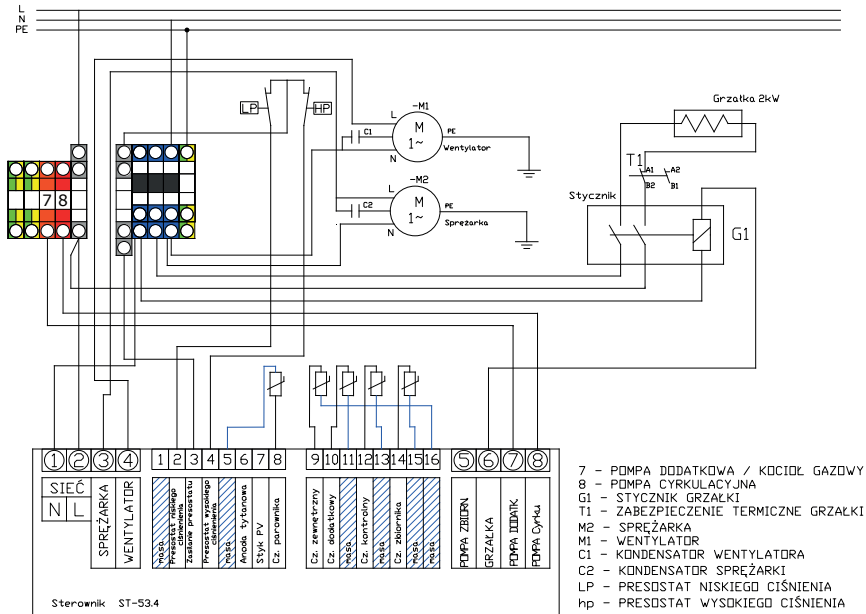 L
N
PE
LP
HP
-M1
L
M
1~
C1
N
PE
Wentylator
-M2
L
M
1~
C2
N
PE
Sprężarka
Grzałka 2kW
T1
A1
A2
B2
B1
Stycznik
G1
7 8
1 2 3 4
SIEĆ
N L
SPRĘŻARKA
WENTYLATOR
1 2 3 4 5 6 7 8
masa
Presostat niskiego
ciśnienienia
Zasilanie presostatu
Presostat wysokiego
ciśnienienia
masa
Anoda tytanowa
Styk PV
Cz. parownika
9 10 11 12 13 14 15 16
Cz. zewnętrzny
Cz. dodatkowy
masa
Cz. kontrolny
masa
Cz. zbiornika
masa
masa
5 6 7 8
POMPA ZBIORN
GRZAŁKA
POMPA DODATK.
POMPA Cyrku
Sterownik ST-53.4
7 - POMPA DODATKOWA / KOCIOŁ GAZOWY
8 - POMPA CYRKULACYJNA
G1 - STYCZNIK GRZAŁKI
T1 - ZABEZPIECZENIE TERMICZNE GRZAŁKI
M2 - SPRĘŻARKA
M1 - WENTYLATOR
C1 - KONDENSATOR WENTYLATORA
C2 - KONDENSATOR SPRĘŻARKI
LP - PRESOSTAT NISKIEGO CIŚNIENIA
hp - PRESOSTAT WYSOKIEGO CIŚNIENIA